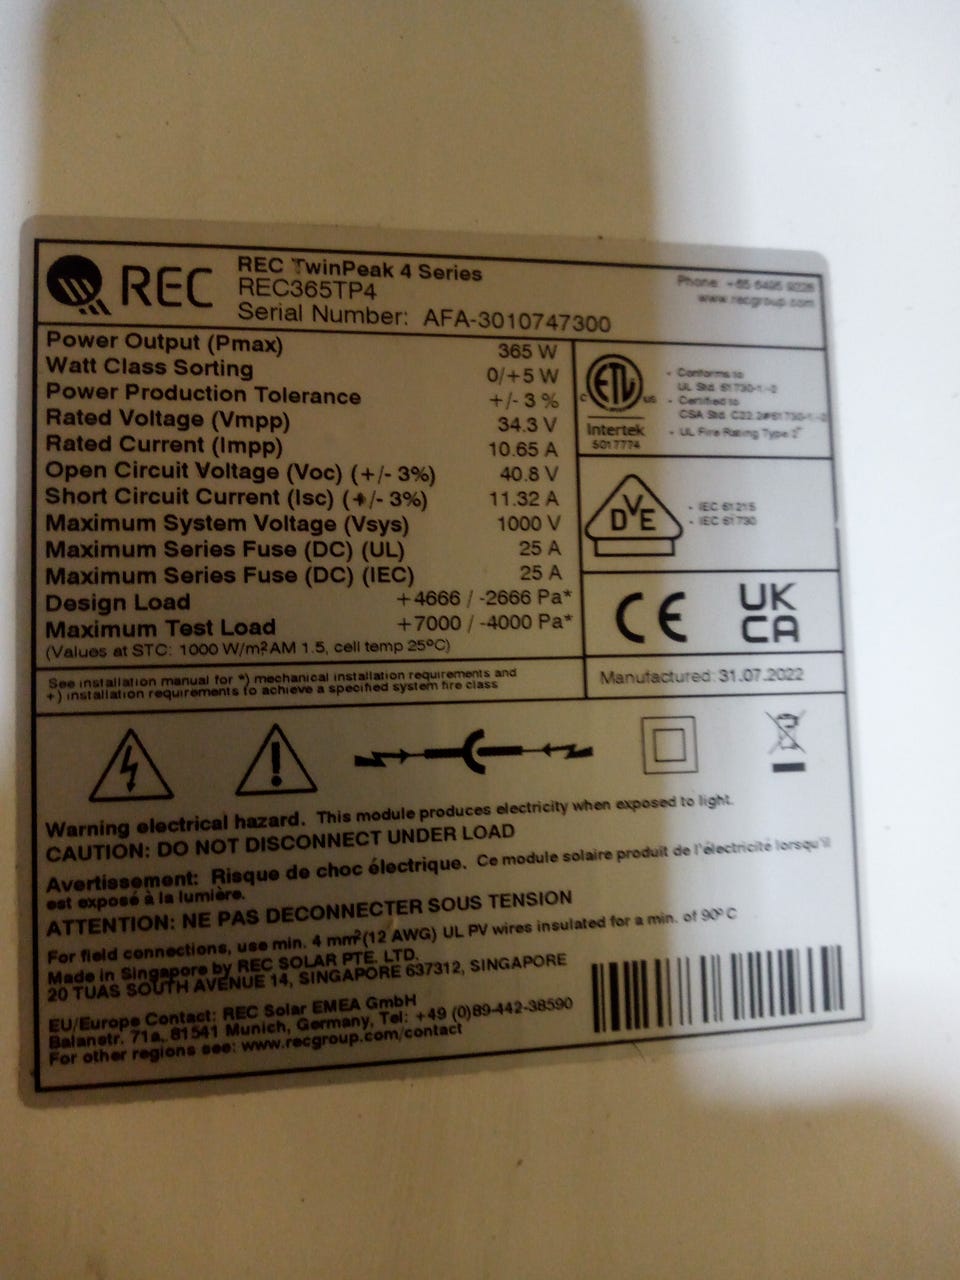 REC
REC TwinPeak 4 Series
REC365TP4
Serial Number: AFA-3010747300
Phone: +65 6495 9228
www.recgroup.com
Power Output (Pmax) 365 W
Watt Class Sorting 0/+5 W
Power Production Tolerance +/- 3 %
Rated Voltage (Vmpp) 34.3 V
Rated Current (Impp) 10.65 A
Open Circuit Voltage (Voc) (+/- 3%) 40.8 V
Short Circuit Current (Isc) (+/- 3%) 11.32 A
Maximum System Voltage (Vsys) 1000 V
Maximum Series Fuse (DC) (UL) 25 A
Maximum Series Fuse (DC) (IEC) 25 A
Design Load +4666 / -2666 Pa*
Maximum Test Load +7000 / -4000 Pa*
(Values at STC: 1000 W/m² AM 1.5, cell temp 25°C)
See installation manual for *) mechanical installation requirements and
+) installation requirements to achieve a specified system fire class
ETL
C US
Intertek
5017774
• Conforms to
UL Std. 61730-1,-2
• Certified to
CSA Std. C22.2#61730-1,-2
• UL Fire Rating Type 2+
DVE
• IEC 61215
• IEC 61730
CE
UK
CA
Manufactured: 31.07.2022
Warning electrical hazard. This module produces electricity when exposed to light.
CAUTION: DO NOT DISCONNECT UNDER LOAD
Avertissement: Risque de choc électrique. Ce module solaire produit de l'électricité lorsqu'il
est exposé à la lumière.
ATTENTION: NE PAS DECONNECTER SOUS TENSION
For field connections, use min. 4 mm² (12 AWG) UL PV wires insulated for a min. of 90° C
Made in Singapore by REC SOLAR PTE. LTD.
20 TUAS SOUTH AVENUE 14, SINGAPORE 637312, SINGAPORE
EU/Europe Contact: REC Solar EMEA GmbH
Balanstr. 71a, 81541 Munich, Germany, Tel: +49 (0)89-442-38590
For other regions see: www.recgroup.com/contact